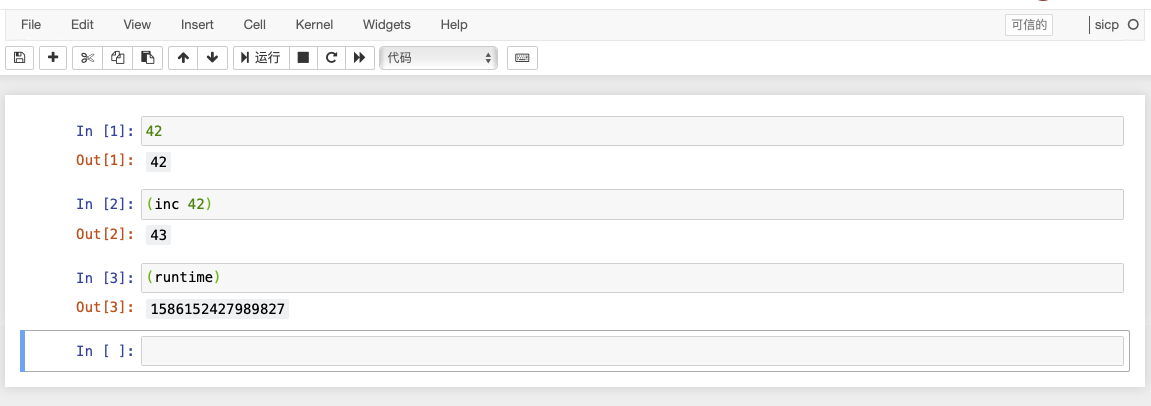 File Edit View Insert Cell Kernel Widgets Help 可信的 sicp
运行 代码
In [1]: 42
Out[1]: 42
In [2]: (inc 42)
Out[2]: 43
In [3]: (runtime)
Out[3]: 1586152427989827
In [ ]: